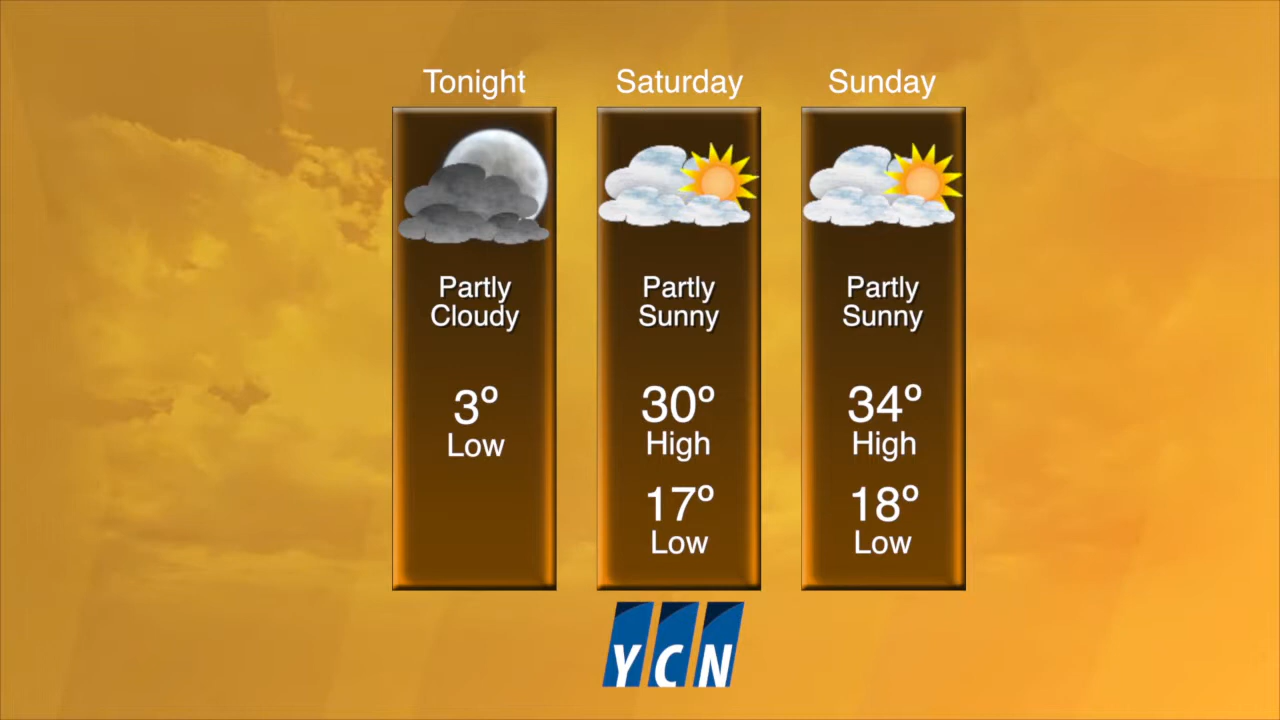 Tonight
Partly
Cloudy
3º
Low
Saturday
Partly
Sunny
30º
High
17º
Low
Sunday
Partly
Sunny
34º
High
18º
Low
YCN